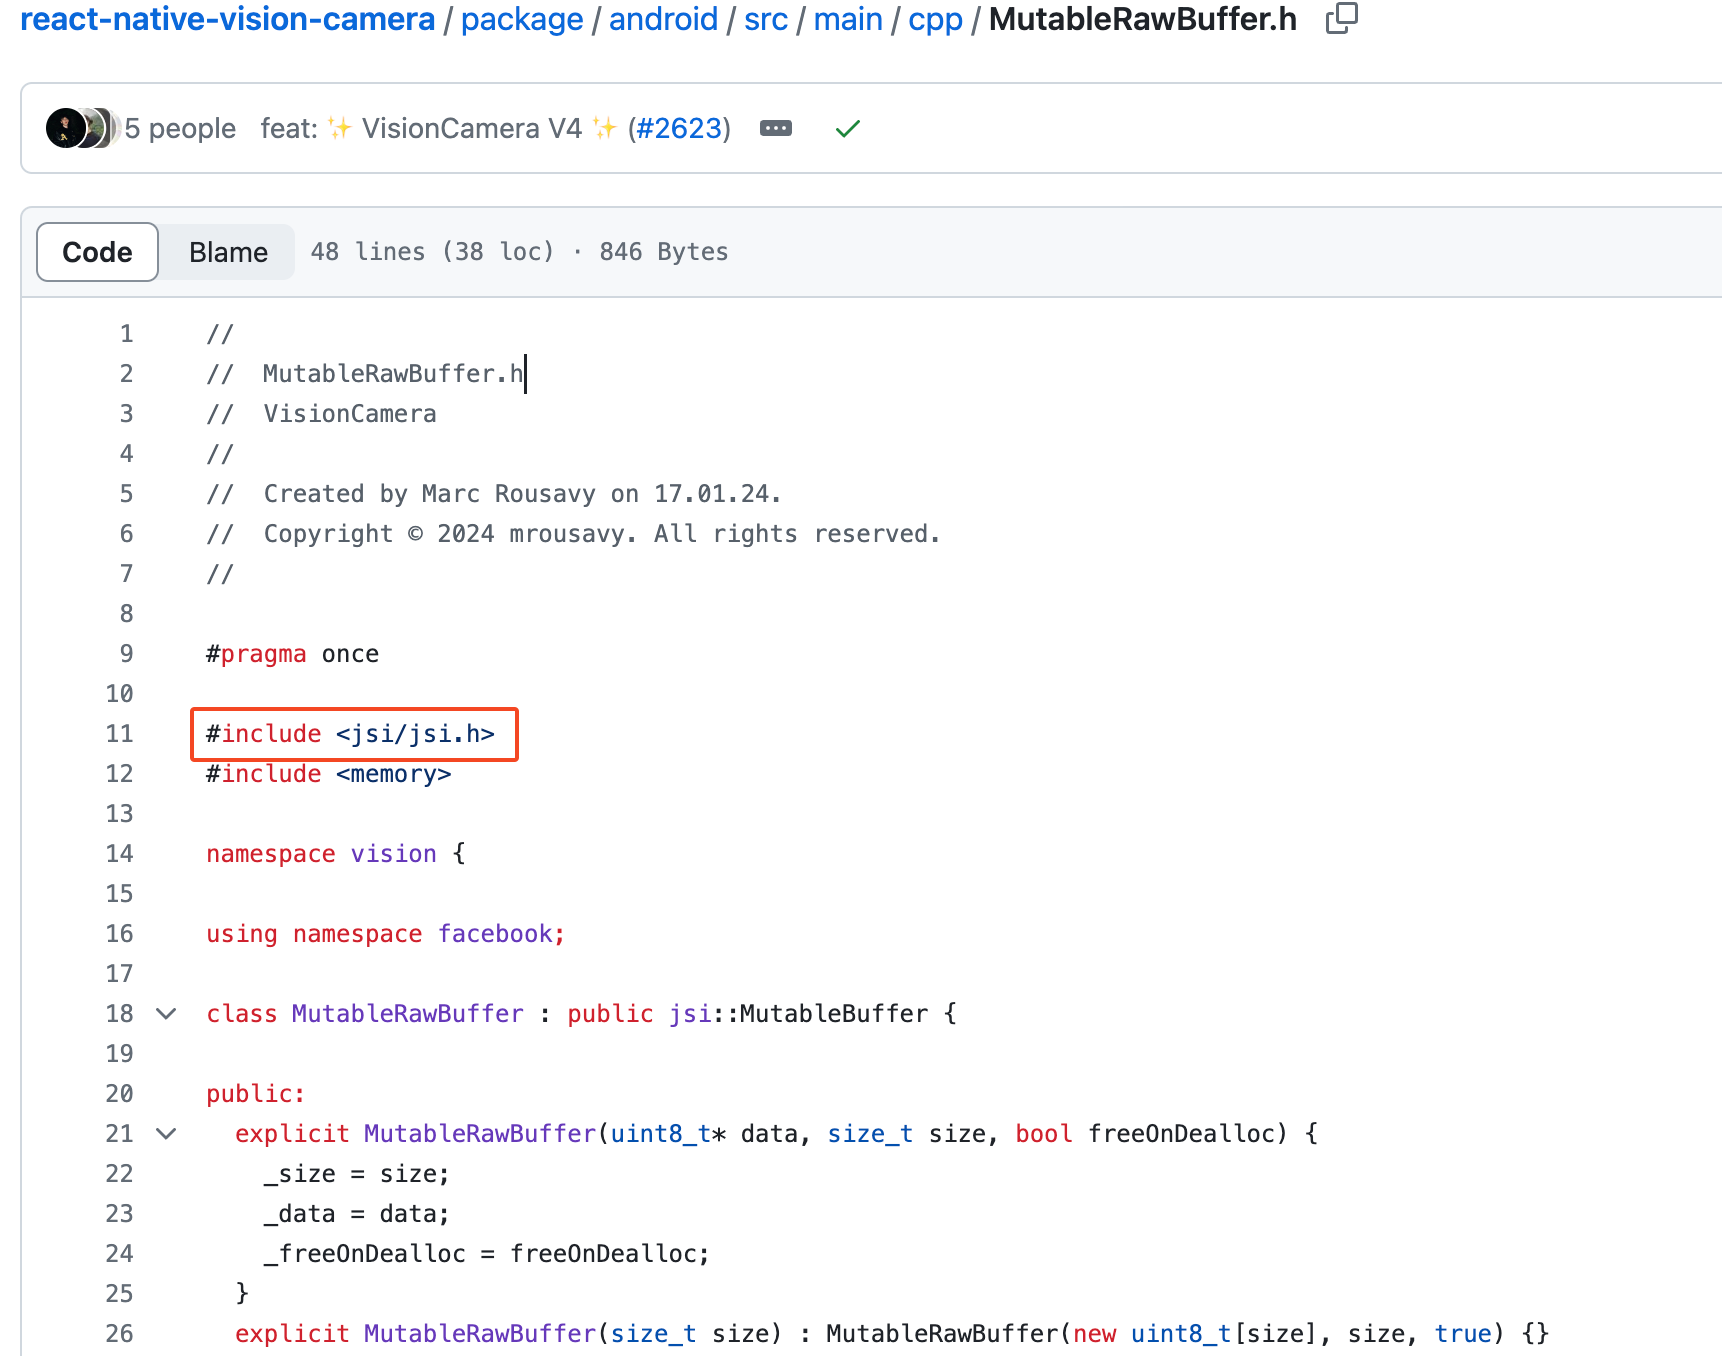 react-native-vision-camera / package / android / src / main / cpp / MutableRawBuffer.h
5 people feat: ✨ VisionCamera V4 ✨ (#2623)
Code Blame 48 lines (38 loc) · 846 Bytes
1 //
2 //  MutableRawBuffer.h
3 //  VisionCamera
4 //
5 //  Created by Marc Rousavy on 17.01.24.
6 //  Copyright © 2024 mrousavy. All rights reserved.
7 //
8
9 #pragma once
10
11 #include <jsi/jsi.h>
12 #include <memory>
13
14 namespace vision {
15
16 using namespace facebook;
17
18 class MutableRawBuffer : public jsi::MutableBuffer {
19
20 public:
21   explicit MutableRawBuffer(uint8_t* data, size_t size, bool freeOnDealloc) {
22     _size = size;
23     _data = data;
24     _freeOnDealloc = freeOnDealloc;
25   }
26   explicit MutableRawBuffer(size_t size) : MutableRawBuffer(new uint8_t[size], size, true) {}